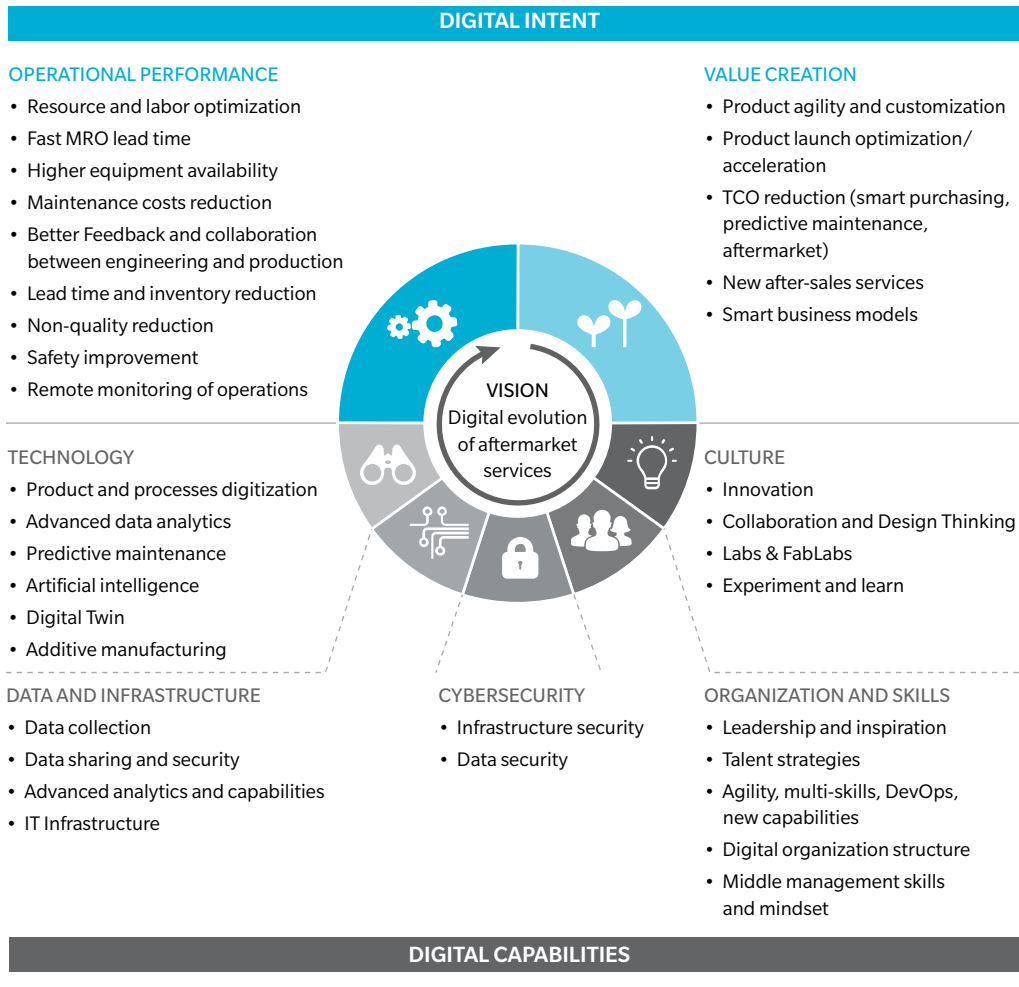 DIGITAL INTENT
OPERATIONAL PERFORMANCE
• Resource and labor optimization
• Fast MRO lead time
• Higher equipment availability
• Maintenance costs reduction
• Better Feedback and collaboration
between engineering and production
• Lead time and inventory reduction
• Non-quality reduction
• Safety improvement
• Remote monitoring of operations
VALUE CREATION
• Product agility and customization
• Product launch optimization/
acceleration
• TCO reduction (smart purchasing,
predictive maintenance,
aftermarket)
• New after-sales services
• Smart business models
VISION
Digital evolution
of aftermarket
services
TECHNOLOGY
• Product and processes digitization
• Advanced data analytics
• Predictive maintenance
• Artificial intelligence
• Digital Twin
• Additive manufacturing
CULTURE
• Innovation
• Collaboration and Design Thinking
• Labs & FabLabs
• Experiment and learn
DATA AND INFRASTRUCTURE
• Data collection
• Data sharing and security
• Advanced analytics and capabilities
• IT Infrastructure
CYBERSECURITY
• Infrastructure security
• Data security
ORGANIZATION AND SKILLS
• Leadership and inspiration
• Talent strategies
• Agility, multi-skills, DevOps,
new capabilities
• Digital organization structure
• Middle management skills
and mindset
DIGITAL CAPABILITIES